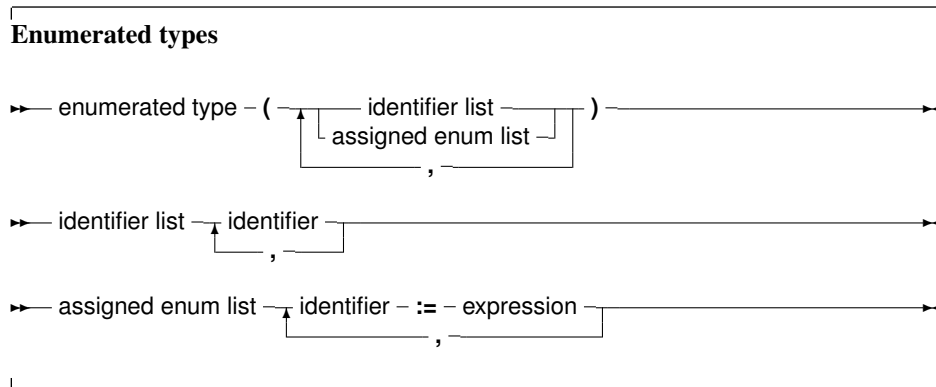 Enumerated types
enumerated type ( identifier list )
assigned enum list
,
identifier list identifier
,
assigned enum list identifier := expression
,